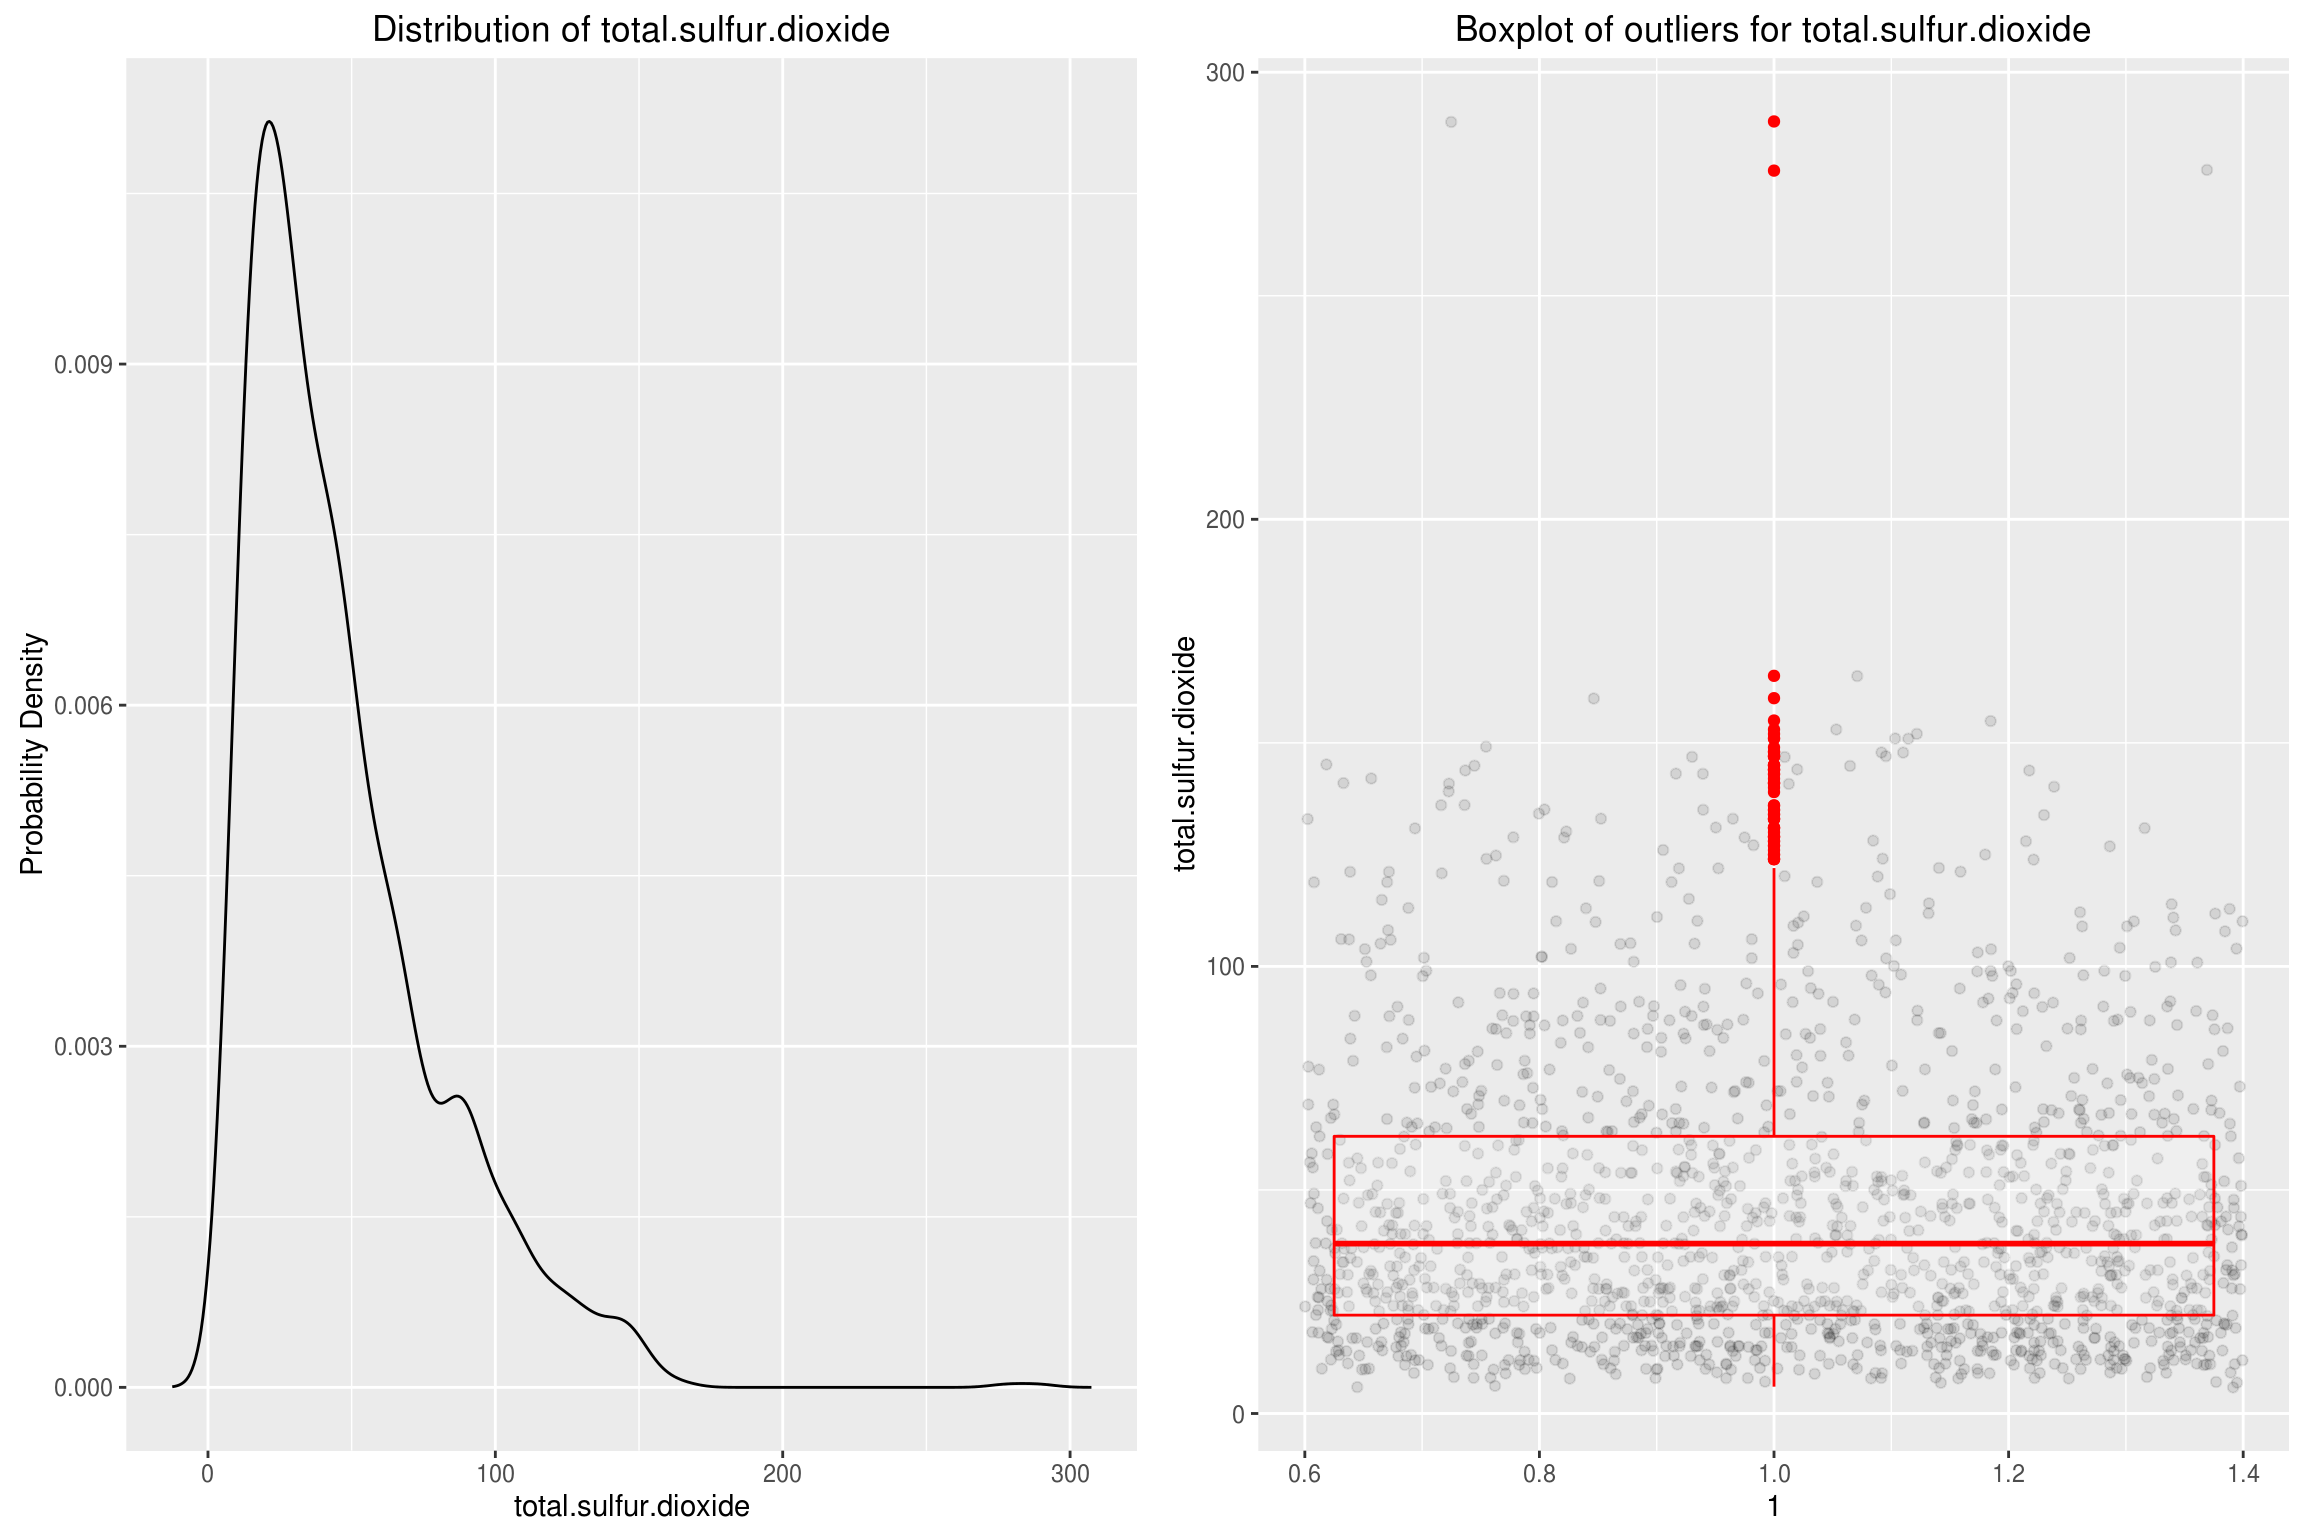 Distribution of total.sulfur.dioxide
Probability Density
0.009
0.006
0.003
0.000
0 100 200 300
total.sulfur.dioxide
Boxplot of outliers for total.sulfur.dioxide
total.sulfur.dioxide
300
200
100
0
0.6 0.8 1.0 1.2 1.4
1